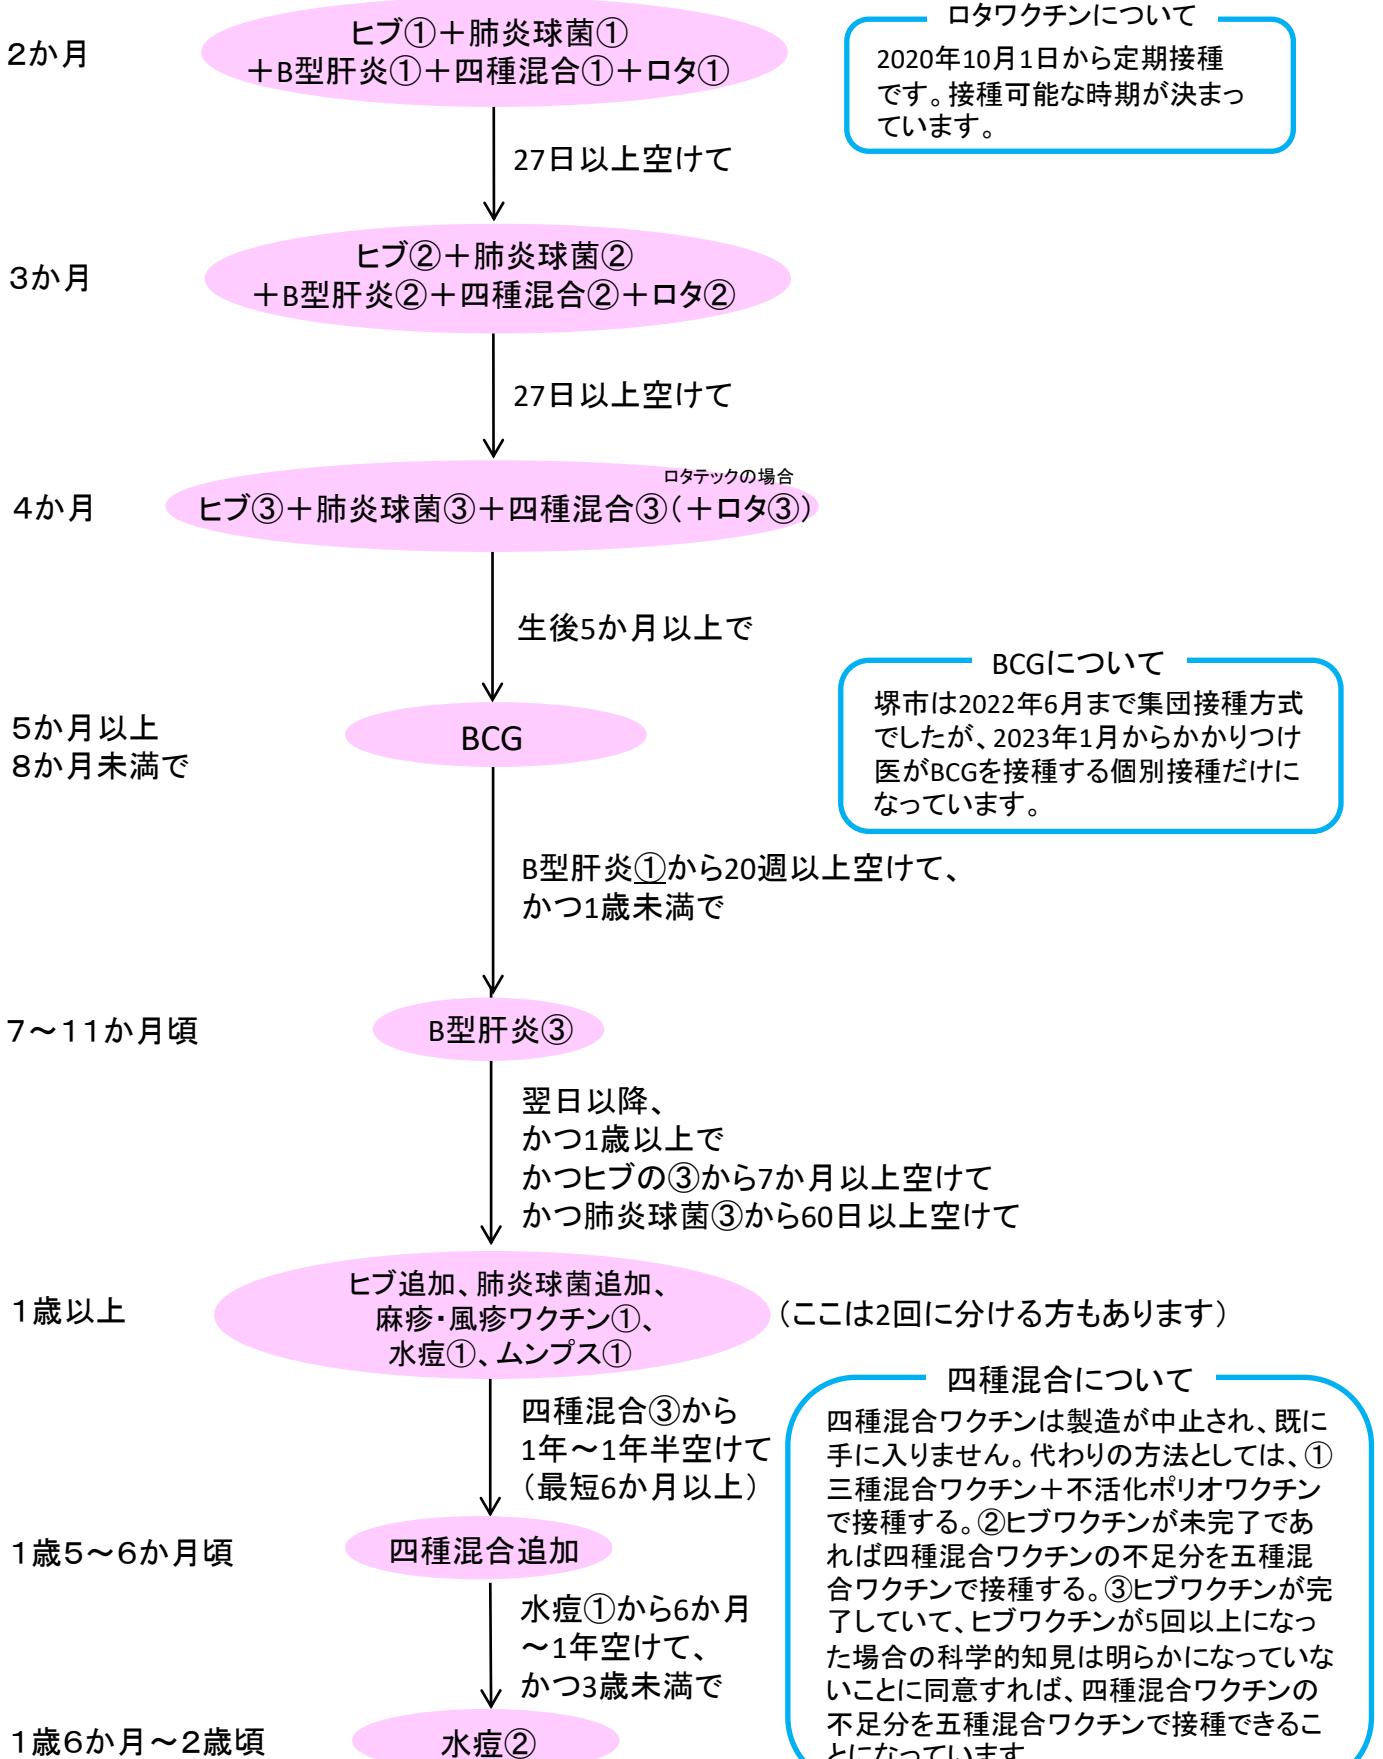 2か月
ヒブ①+肺炎球菌①
+B型肝炎①+四種混合①+ロタ①
ロタワクチンについて
2020年10月1日から定期接種
です。接種可能な時期が決まっ
ています。
27日以上空けて
3か月
ヒブ②+肺炎球菌②
+B型肝炎②+四種混合②+ロタ②
27日以上空けて
4か月
ロタテックの場合
ヒブ③+肺炎球菌③+四種混合③(+ロタ③)
生後5か月以上で
5か月以上
8か月未満で
BCG
BCGについて
堺市は2022年6月まで集団接種方式
でしたが、2023年1月からかかりつけ
医がBCGを接種する個別接種だけに
なっています。
B型肝炎①から20週以上空けて、
かつ1歳未満で
7～11か月頃
B型肝炎③
翌日以降、
かつ1歳以上で
かつヒブの③から7か月以上空けて
かつ肺炎球菌③から60日以上空けて
1歳以上
ヒブ追加、肺炎球菌追加、
麻疹・風疹ワクチン①、
水痘①、ムンプス①
(ここは2回に分ける方もあります)
四種混合③から
1年～1年半空けて
(最短6か月以上)
四種混合について
四種混合ワクチンは製造が中止され、既に
手に入りません。代わりの方法としては、①
三種混合ワクチン+不活化ポリオワクチン
で接種する。②ヒブワクチンが未完了であ
れば四種混合ワクチンの不足分を五種混
合ワクチンで接種する。③ヒブワクチンが完
了していて、ヒブワクチンが5回以上になっ
た場合の科学的知見は明らかになっていな
いことに同意すれば、四種混合ワクチンの
不足分を五種混合ワクチンで接種できるこ
とになっています
1歳5～6か月頃
四種混合追加
水痘①から6か月
～1年空けて、
かつ3歳未満で
1歳6か月～2歳頃
水痘②